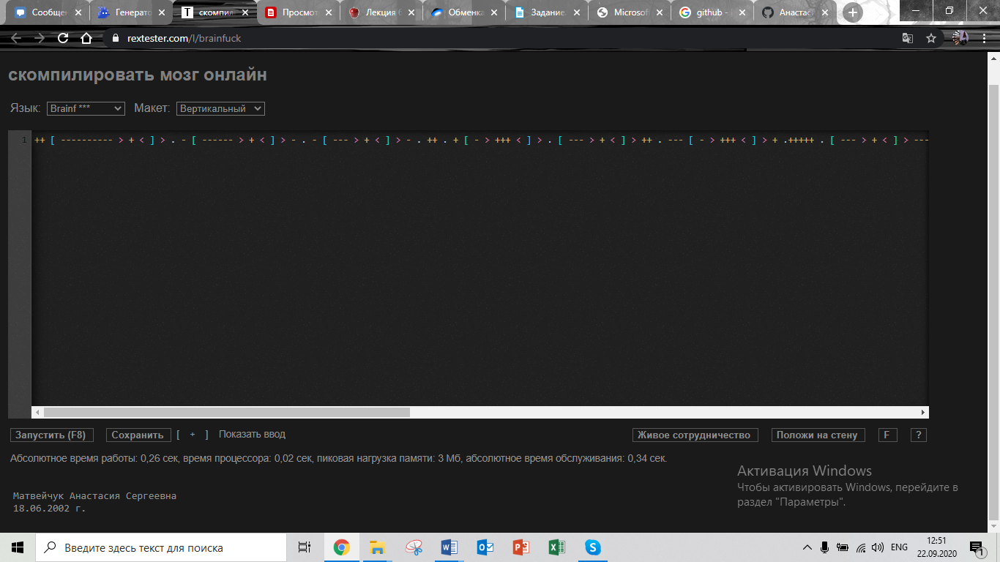 Сообщен
Генерато
скомпил
Просмот
Лекция
Обменка
Задание
Microsof
github -
Анастас
rextester.com/l/brainfuck
скомпилировать мозг онлайн
Язык: Brainf *** Макет: Вертикальный
1 ++ [ ---------- > + < ] > . - [ ------ > + < ] > - . - [ --- > + < ] > - . ++ . + [ - > +++ < ] > . [ --- > + < ] > ++ . --- [ - > +++ < ] > + .+++++ . [ --- > + < ] > ---
Запустить (F8) Сохранить [ + ] Показать ввод Живое сотрудничество Положи на стену F ?
Абсолютное время работы: 0,26 сек, время процессора: 0,02 сек, пиковая нагрузка памяти: 3 Мб, абсолютное время обслуживания: 0,34 сек.
Активация Windows
Чтобы активировать Windows, перейдите в
раздел "Параметры".
Матвейчук Анастасия Сергеевна
18.06.2002 г.
Введите здесь текст для поиска
ENG
12:51
22.09.2020
1